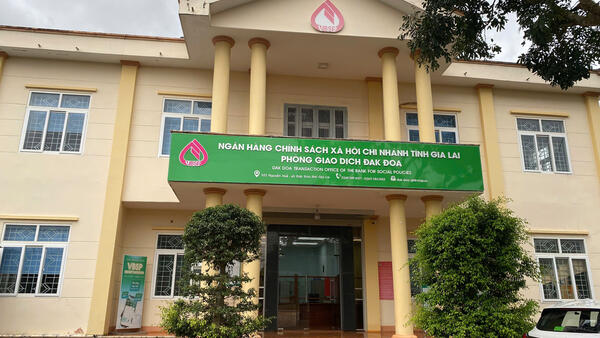 VBSP
NGÂN HÀNG CHÍNH SÁCH XÃ HỘI CHI NHÁNH TỈNH GIA LAI
PHÒNG GIAO DỊCH ĐAK ĐOA
DAK DOA TRANSACTION OFFICE OF THE BANK FOR SOCIAL POLICIES
VBSP